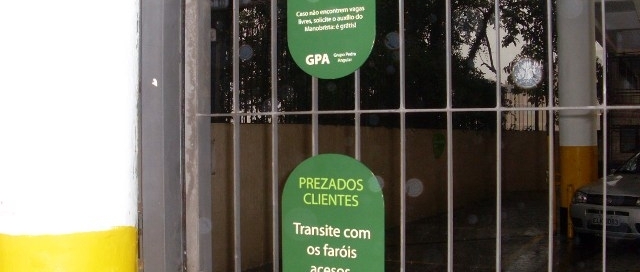 Caso não encontrem vagas
livres, solicite o auxílio do
Manobrista: é grátis!
GPA
Grupo Pedra
Angular
PREZADOS
CLIENTES
Transite com
os faróis
acesos